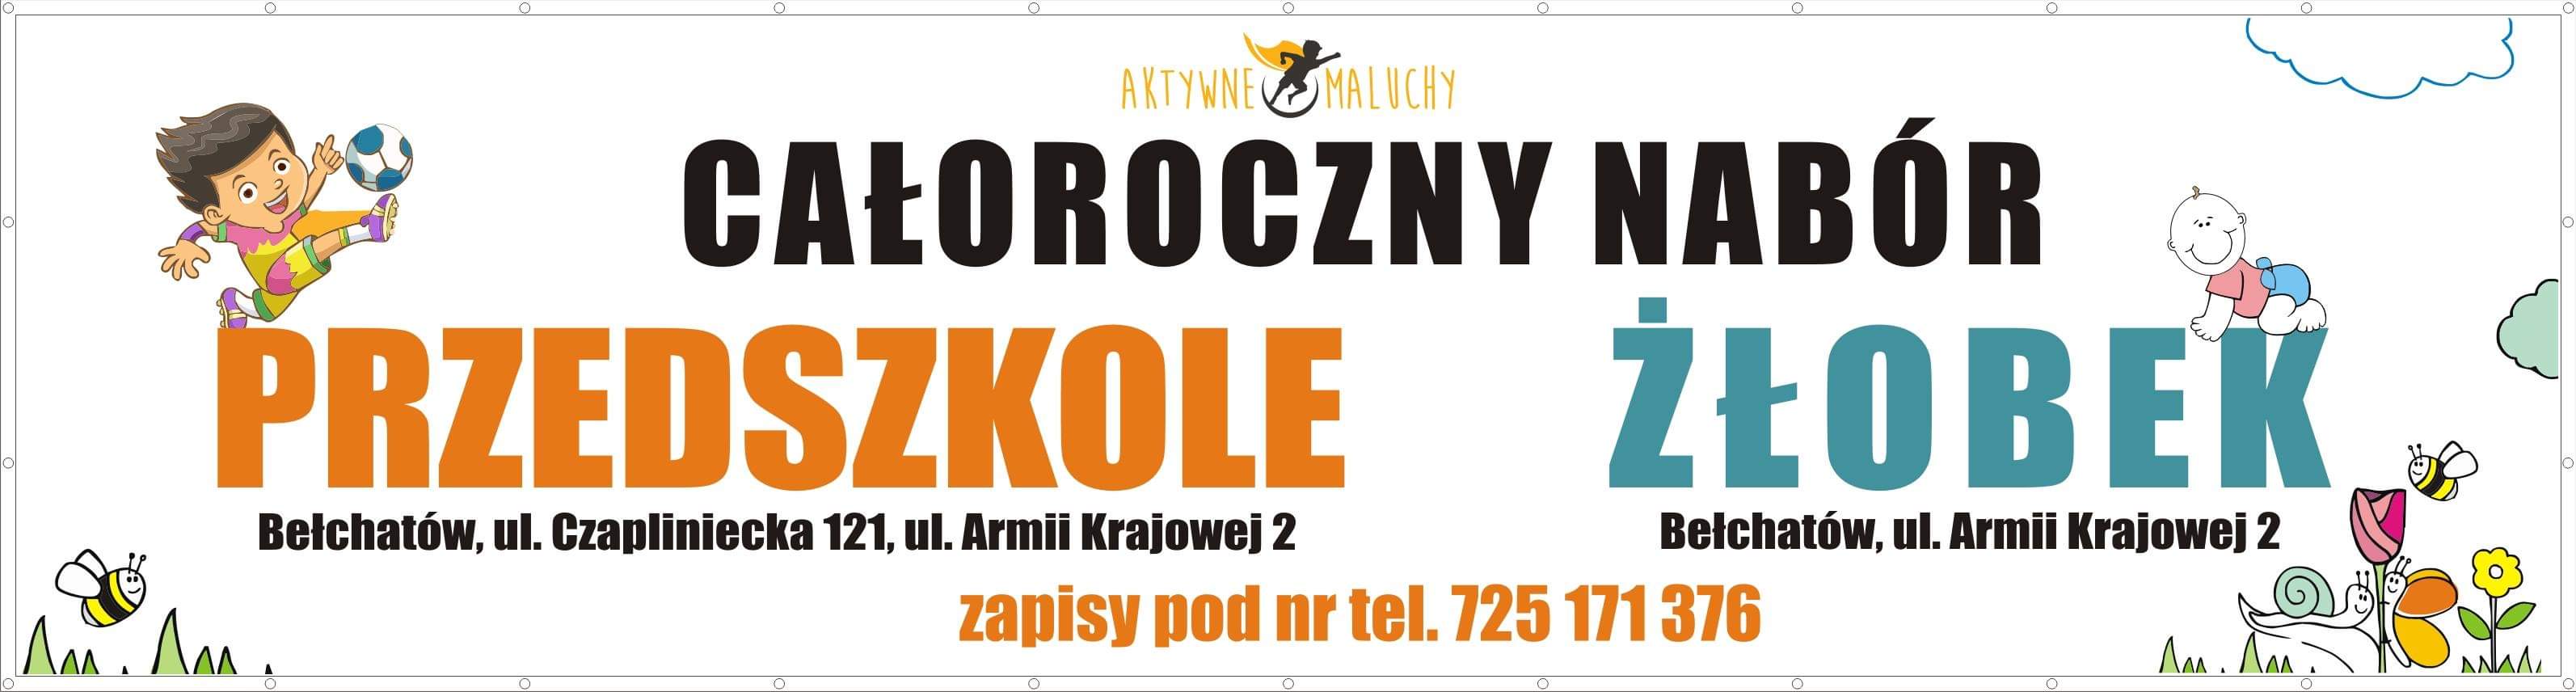 AKTYWNE MALUCHY
CAŁOROCZNY NABÓR
PRZEDSZKOLE
Bełchatów, ul. Czapliniecka 121, ul. Armii Krajowej 2
ŻŁOBEK
Bełchatów, ul. Armii Krajowej 2
zapisy pod nr tel. 725 171 376